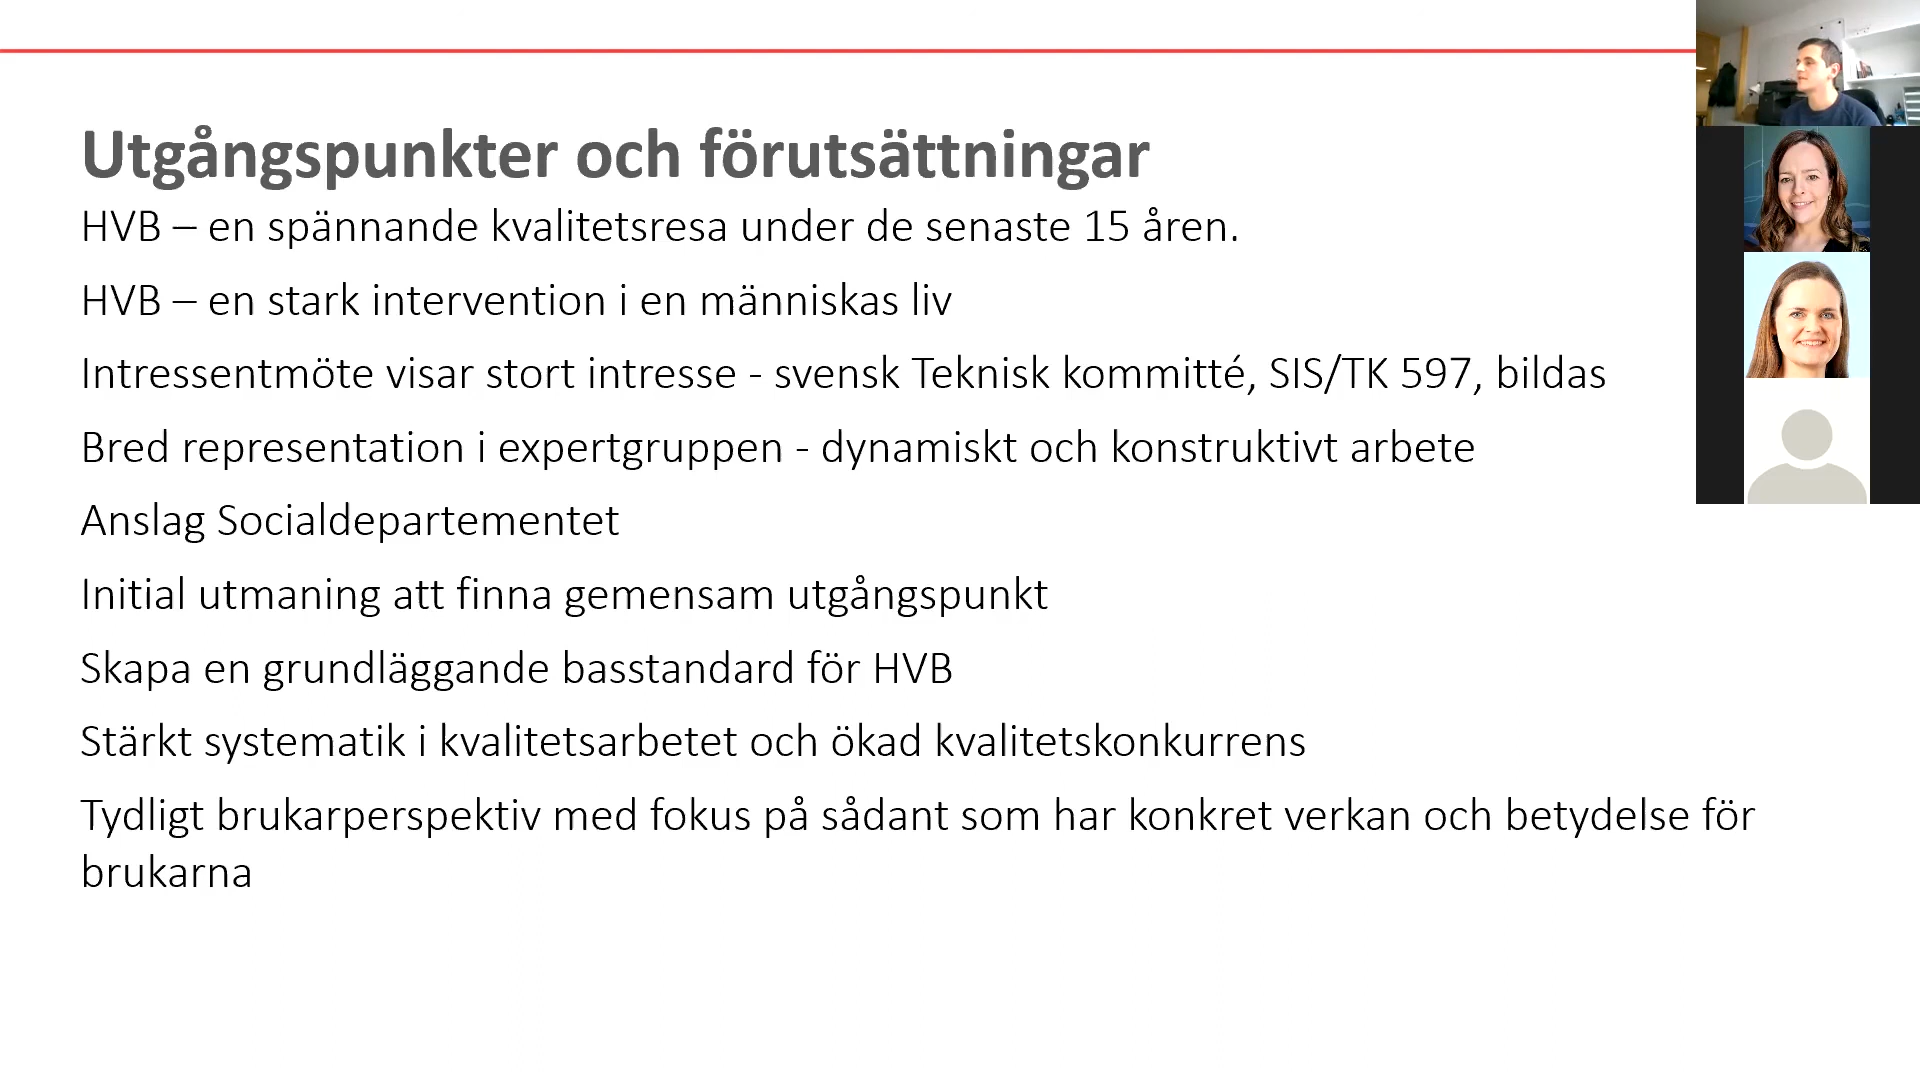 Utgångspunkter och förutsättningar
HVB – en spännande kvalitetsresa under de senaste 15 åren.
HVB – en stark intervention i en människas liv
Intressentmöte visar stort intresse - svensk Teknisk kommitté, SIS/TK 597, bildas
Bred representation i expertgruppen - dynamiskt och konstruktivt arbete
Anslag Socialdepartementet
Initial utmaning att finna gemensam utgångspunkt
Skapa en grundläggande basstandard för HVB
Stärkt systematik i kvalitetsarbetet och ökad kvalitetskonkurrens
Tydligt brukarperspektiv med fokus på sådant som har konkret verkan och betydelse för
brukarna